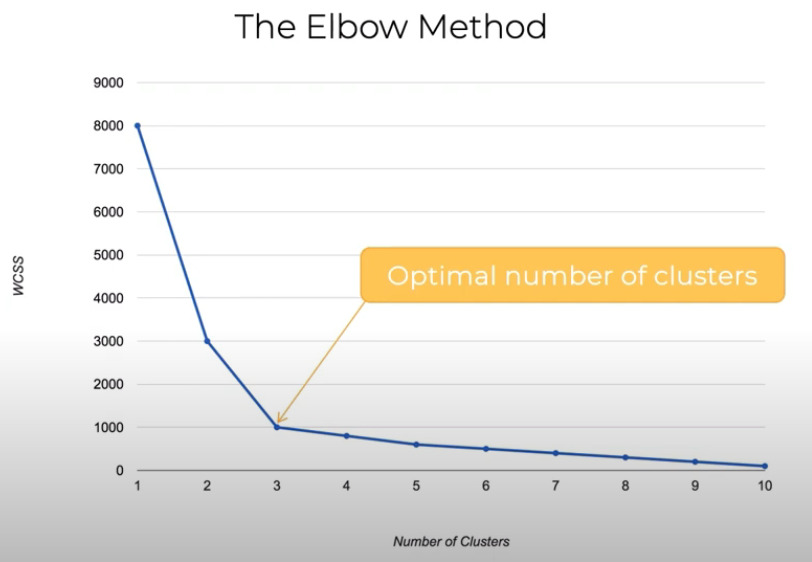 The Elbow Method
9000
8000
7000
6000
5000
4000
3000
2000
1000
0
WCSS
Optimal number of clusters
1 2 3 4 5 6 7 8 9 10
Number of Clusters